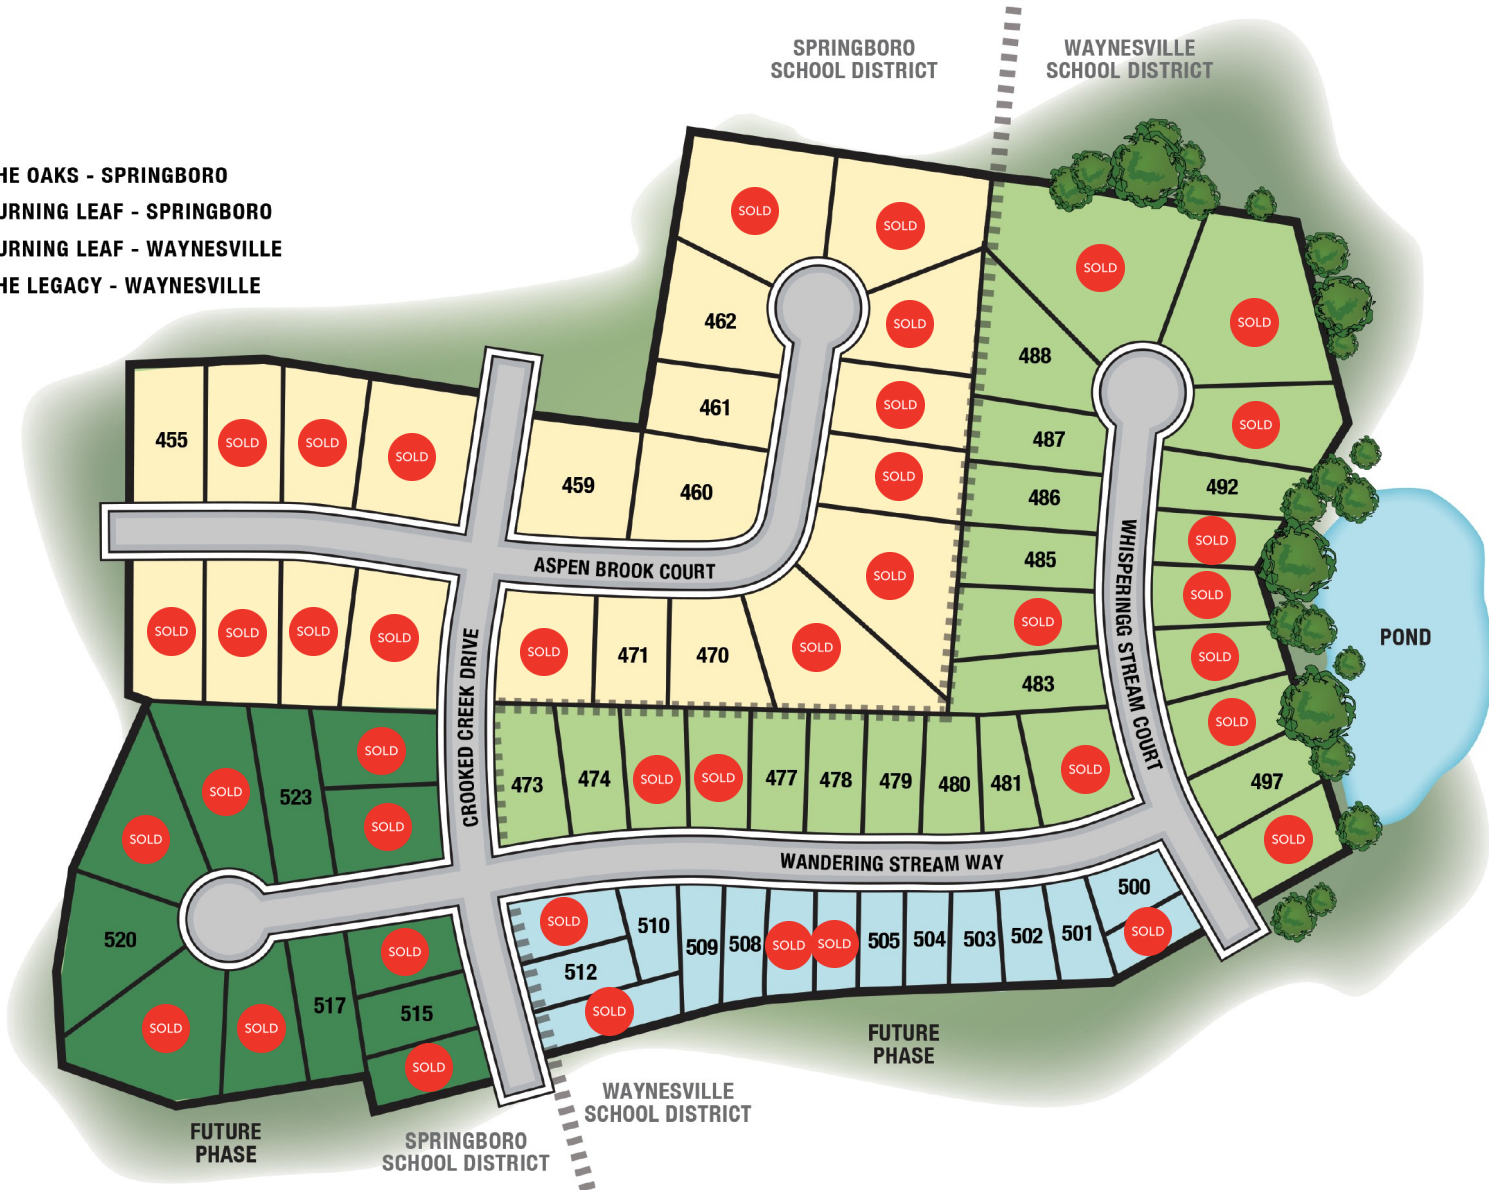 SPRINGBORO
SCHOOL DISTRICT
WAYNESVILLE
SCHOOL DISTRICT
HE OAKS - SPRINGBORO
URNING LEAF - SPRINGBORO
URNING LEAF - WAYNESVILLE
HE LEGACY - WAYNESVILLE
SOLD
SOLD
SOLD
SOLD
462
SOLD
488
461
SOLD
SOLD
455
SOLD
SOLD
SOLD
487
459
460
SOLD
486
492
ASPEN BROOK COURT
SOLD
485
SOLD
SOLD
WHISPERINGG STREAM COURT
SOLD
SOLD
SOLD
SOLD
CROOKED CREEK DRIVE
SOLD
471
470
SOLD
SOLD
483
SOLD
POND
SOLD
SOLD
523
SOLD
SOLD
SOLD
473
474
SOLD
SOLD
477
478
479
480
481
SOLD
497
SOLD
WANDERING STREAM WAY
520
SOLD
517
515
SOLD
SOLD
SOLD
SOLD
510
512
SOLD
509
508
SOLD
SOLD
505
504
503
502
501
500
SOLD
FUTURE
PHASE
WAYNESVILLE
SCHOOL DISTRICT
FUTURE
PHASE
SPRINGBORO
SCHOOL DISTRICT